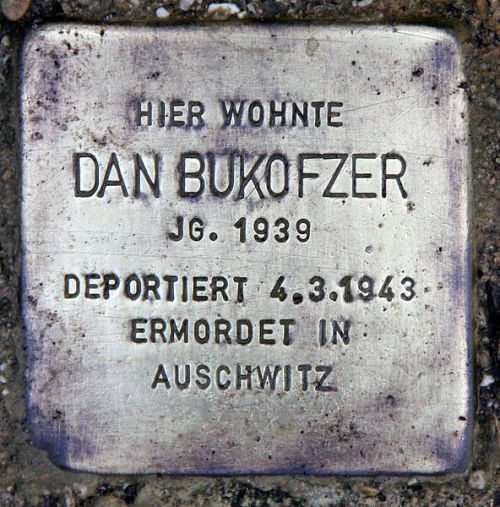 HIER WOHNTE
DAN BUKOFZER
JG. 1939
DEPORTIERT 4.3.1943
ERMORDET IN
AUSCHWITZ